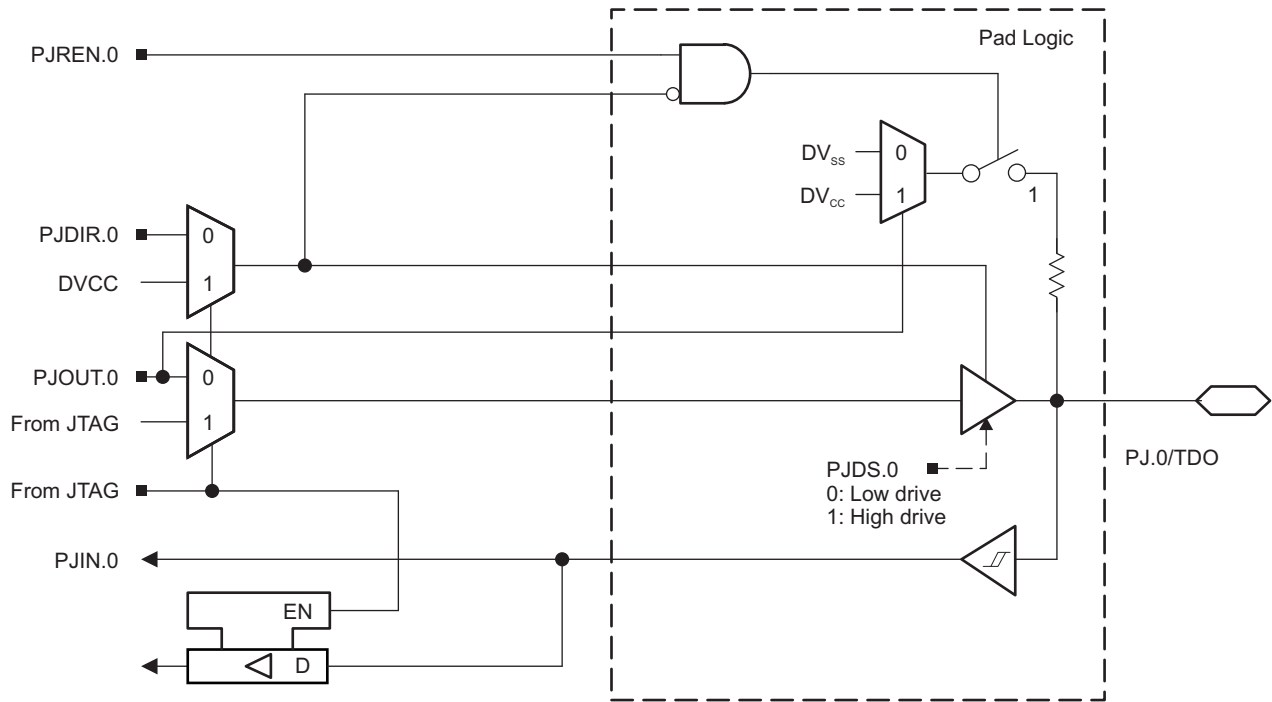 Pad Logic
PJREN.0
DVSS
0
DVCC
1
1
PJDIR.0
0
DVCC
1
PJOUT.0
0
From JTAG
1
PJ.0/TDO
PJDS.0
0: Low drive
1: High drive
From JTAG
PJIN.0
EN
D